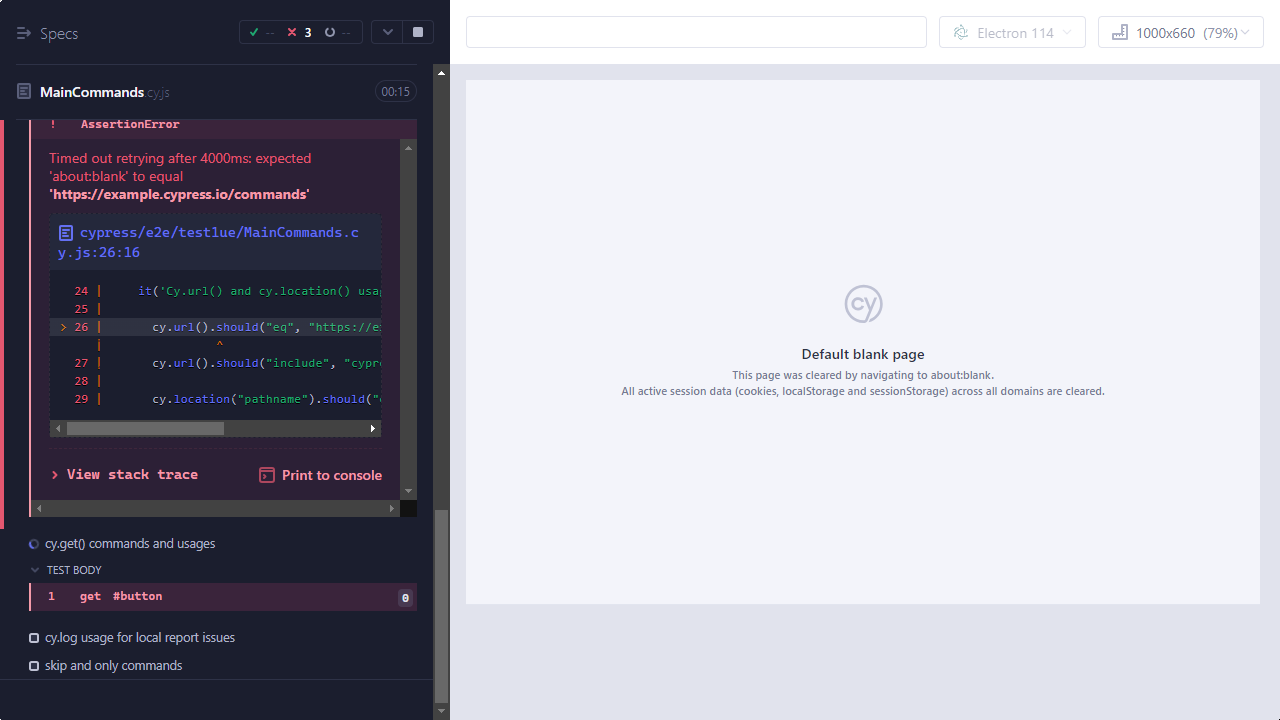 Specs
-- 3 --
Electron 114
1000x660 (79%)
MainCommands.cy.js
00:15
! AssertionError
Timed out retrying after 4000ms: expected
'about:blank' to equal
'https://example.cypress.io/commands'
cypress/e2e/test1ue/MainCommands.c
y.js:26:16
24 | it('Cy.url() and cy.location() usag
25 |
> 26 | cy.url().should("eq", "https://e
| ^
27 | cy.url().should("include", "cypr
28 |
29 | cy.location("pathname").should("
View stack trace
Print to console
cy.get() commands and usages
TEST BODY
1 get #button 0
cy.log usage for local report issues
skip and only commands
cy
Default blank page
This page was cleared by navigating to about:blank.
All active session data (cookies, localStorage and sessionStorage) across all domains are cleared.